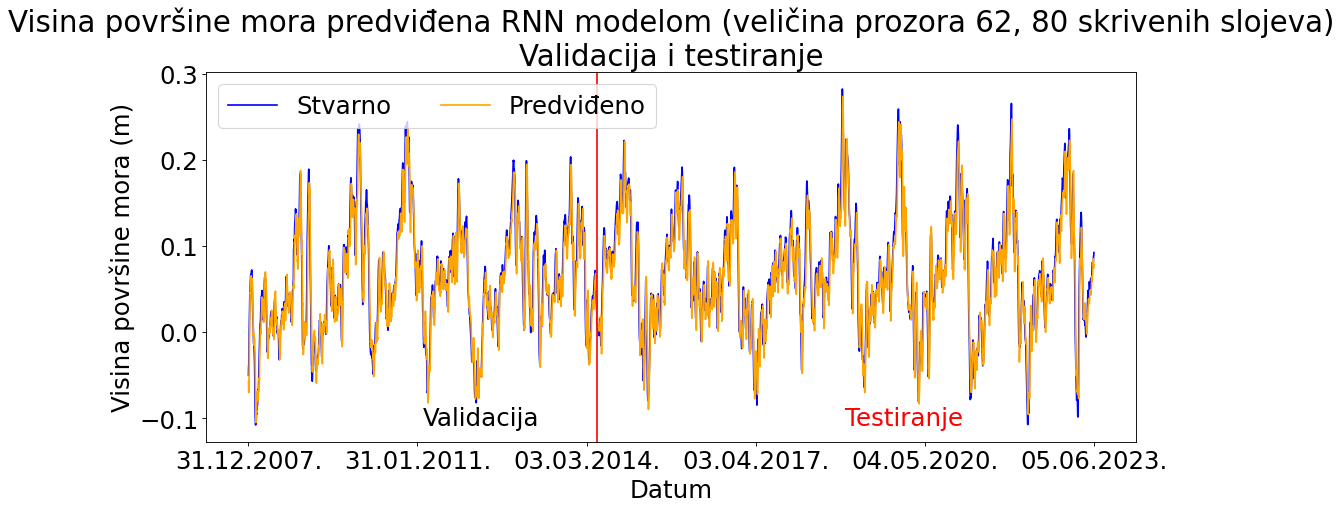 Visina površine mora predviđena RNN modelom (veličina prozora 62, 80 skrivenih slojeva)
Validacija i testiranje
Stvarno
Predviđeno
Visina površine mora (m)
0.3
0.2
0.1
0.0
−0.1
Validacija
Testiranje
31.12.2007.
31.01.2011.
03.03.2014.
03.04.2017.
04.05.2020.
05.06.2023.
Datum